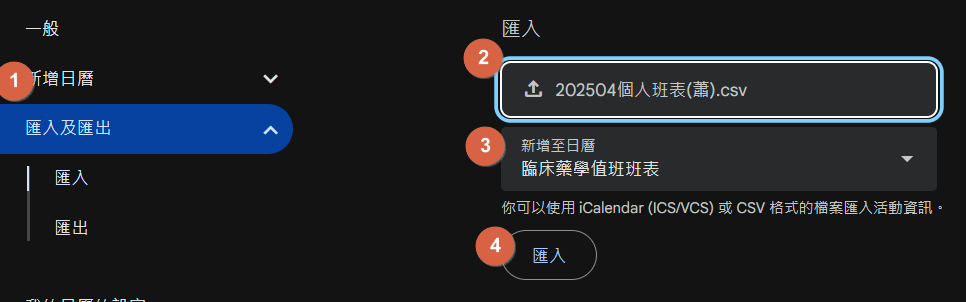 一般
1
新增日曆
匯入及匯出
匯入
匯出
匯入
2
202504個人班表(蕭).csv
3
新增至日曆
臨床藥學值班班表
你可以使用 iCalendar (ICS/VCS) 或 CSV 格式的檔案匯入活動資訊。
4
匯入